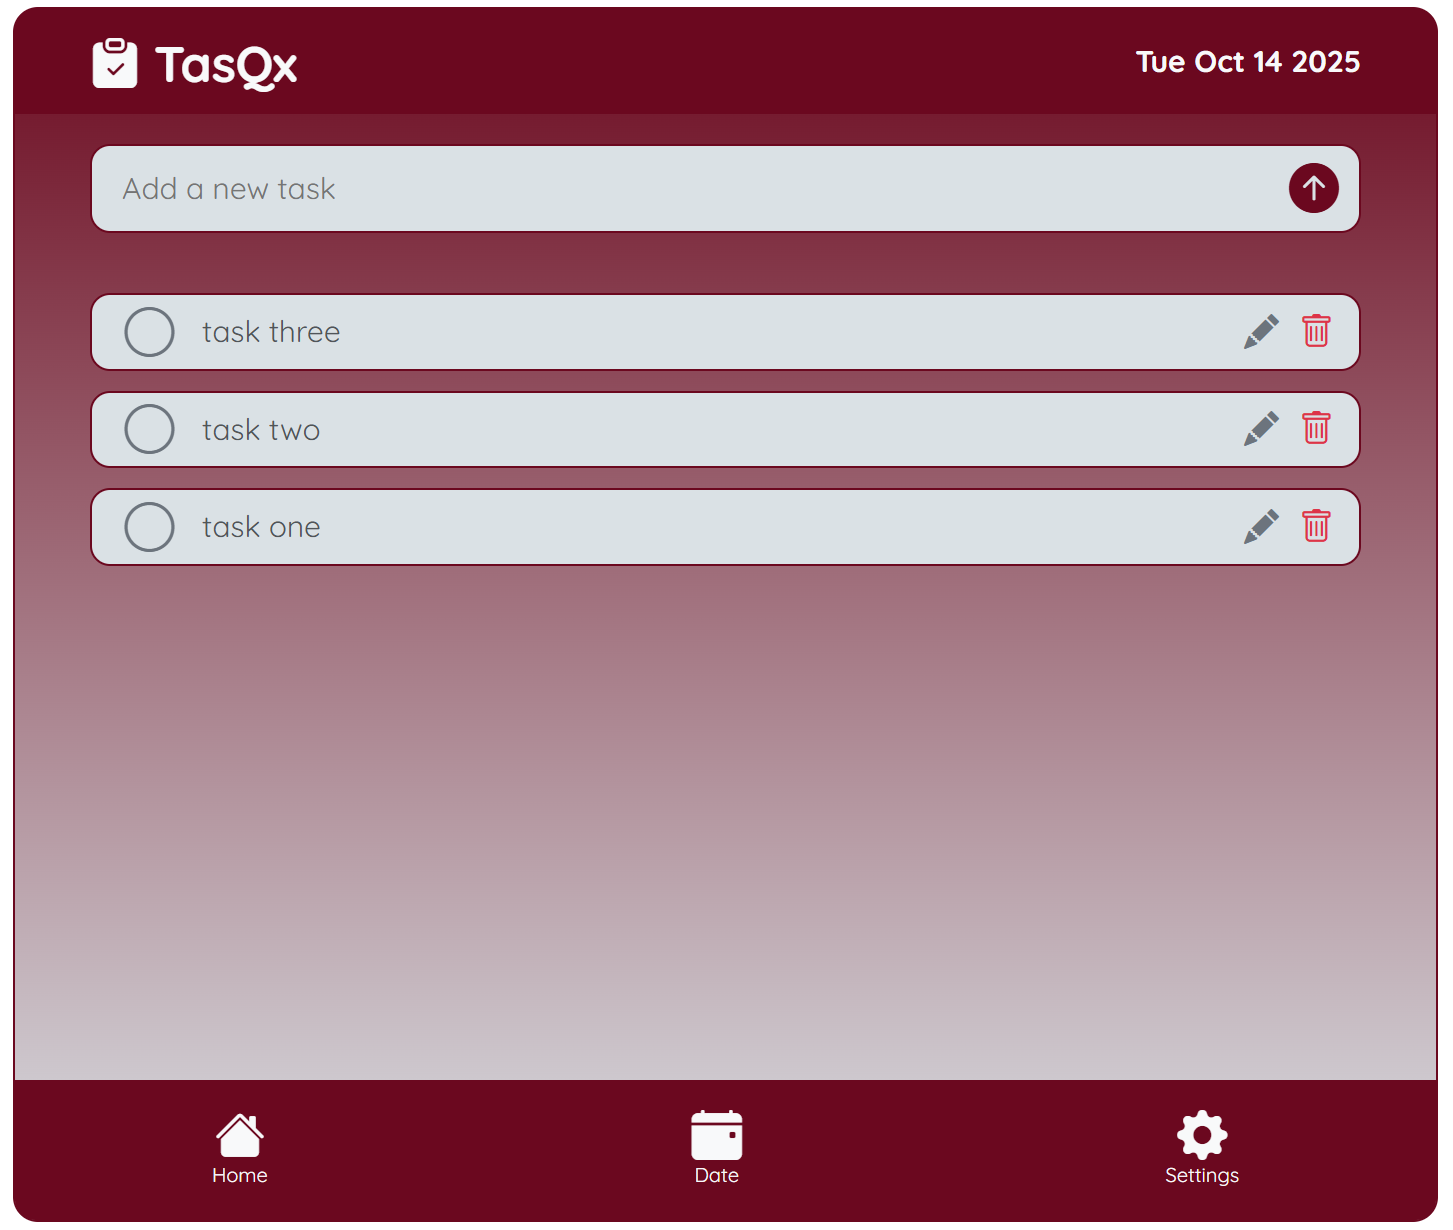 TasQx
Tue Oct 14 2025
Add a new task
task three
task two
task one
Home
Date
Settings